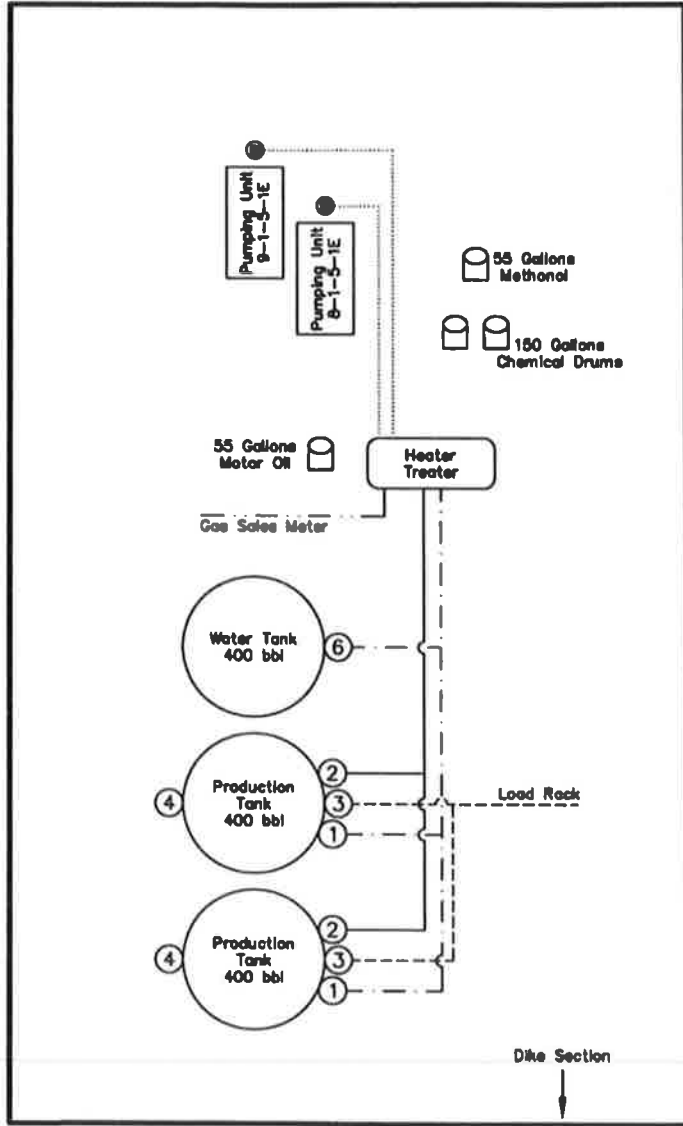 Pumping Unit
9-1-5-1E
Pumping Unit
8-1-5-1E
55 Gallons
Methonol
150 Gallons
Chemical Drums
55 Gallons
Motor Oil
Heater
Treater
Gas Sales Meter
Water Tank
400 bbl
6
Production
Tank
400 bbl
4
2
3
1
Load Rack
Production
Tank
400 bbl
4
2
3
1
Dike Section